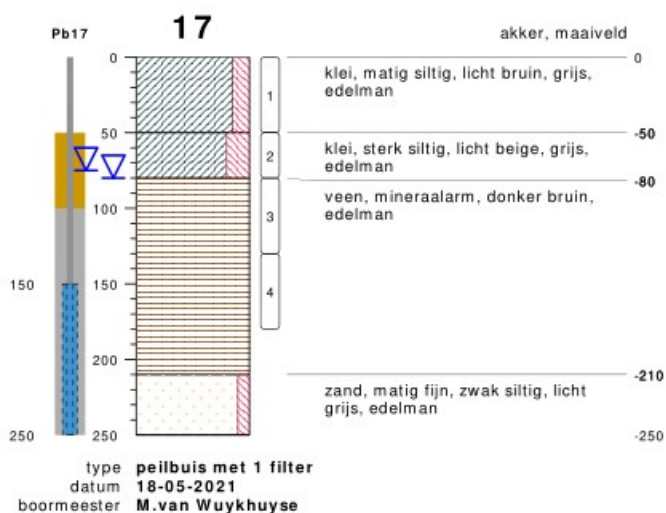 Pb17
17
akker, maaiveld
0
0
klei, matig siltig, licht bruin, grijs,
edelman
1
50
-50
klei, sterk siltig, licht beige, grijs,
edelman
2
-80
veen, mineraalarm, donker bruin,
edelman
3
100
150
150
4
200
-210
zand, matig fijn, zwak siltig, licht
grijs, edelman
250
250
-250
type peilbuis met 1 filter
datum 18-05-2021
boormeester M.van Wuykhuyse